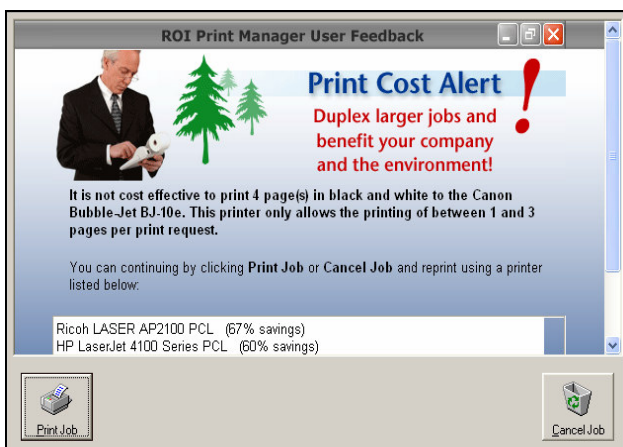 ROI Print Manager User Feedback
Print Cost Alert
!
Duplex larger jobs and
benefit your company
and the environment!
It is not cost effective to print 4 page(s) in black and white to the Canon
Bubble-Jet BJ-10e. This printer only allows the printing of between 1 and 3
pages per print request.
You can continuing by clicking Print Job or Cancel Job and reprint using a printer
listed below:
Ricoh LASER AP2100 PCL (67% savings)
HP LaserJet 4100 Series PCL (60% savings)
Print Job
Cancel Job